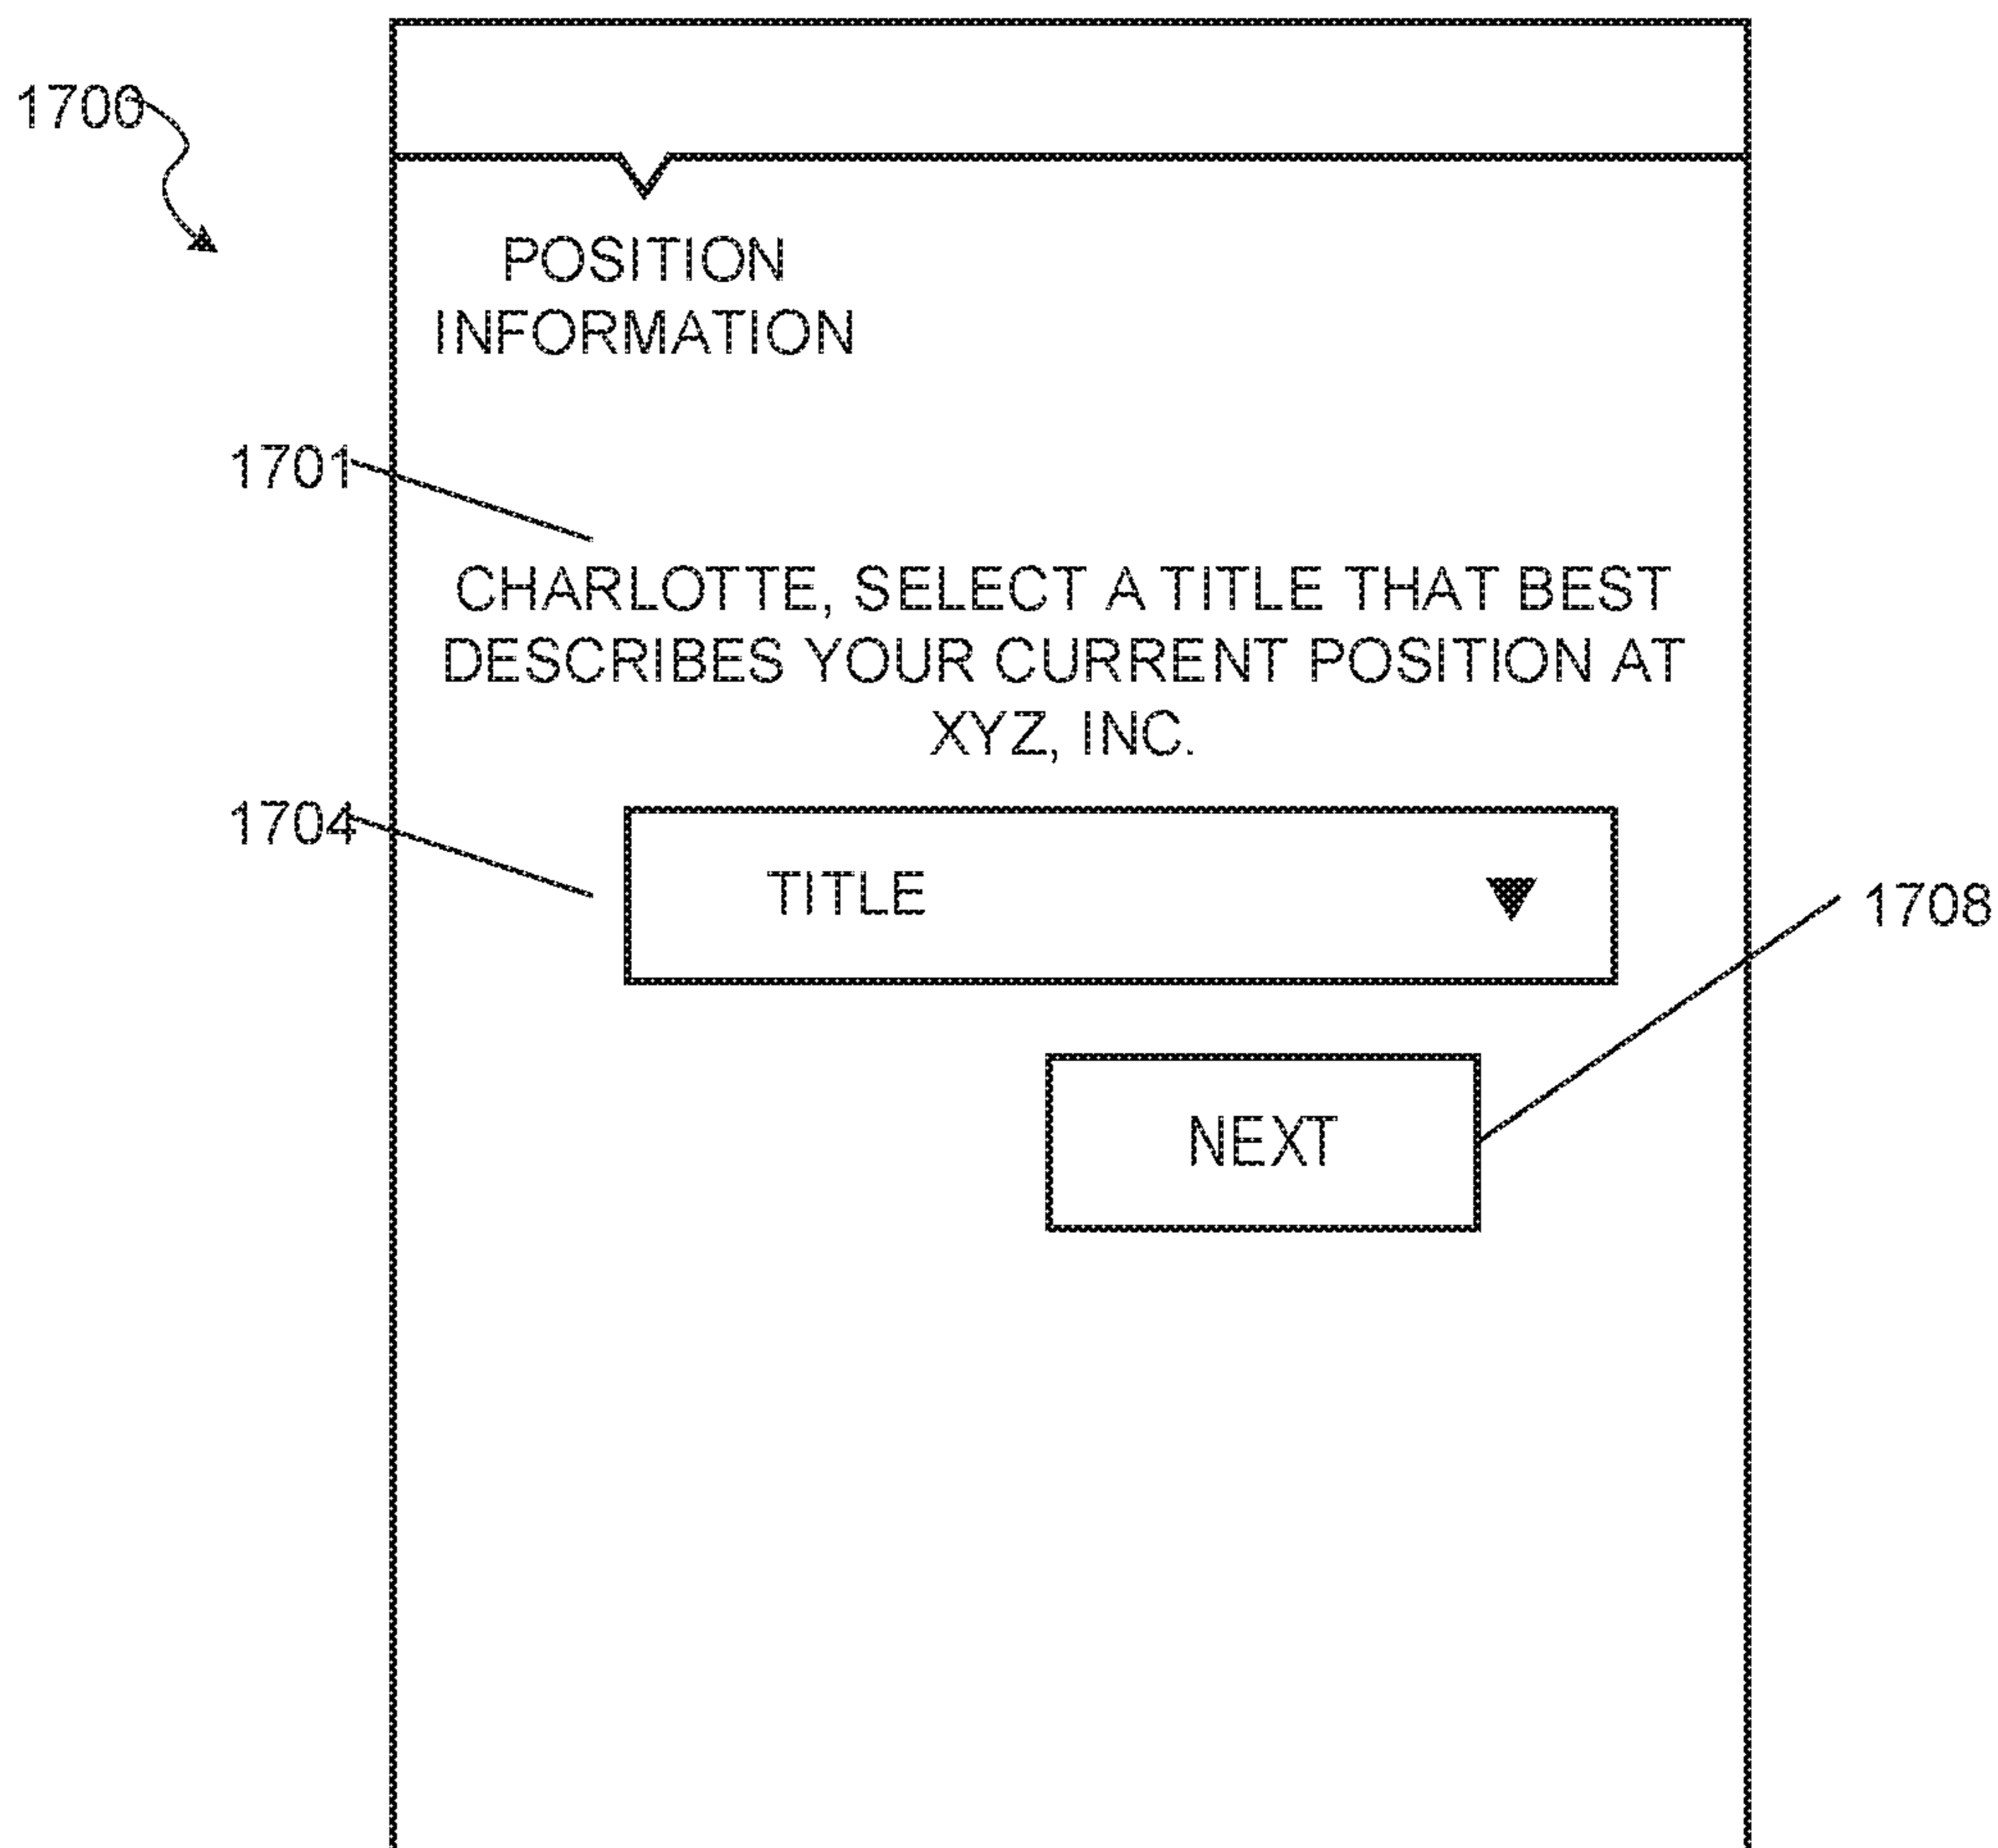 1700
POSITION
INFORMATION
1701
CHARLOTTE, SELECT A TITLE THAT BEST
DESCRIBES YOUR CURRENT POSITION AT
XYZ, INC.
1704
TITLE
1708
NEXT